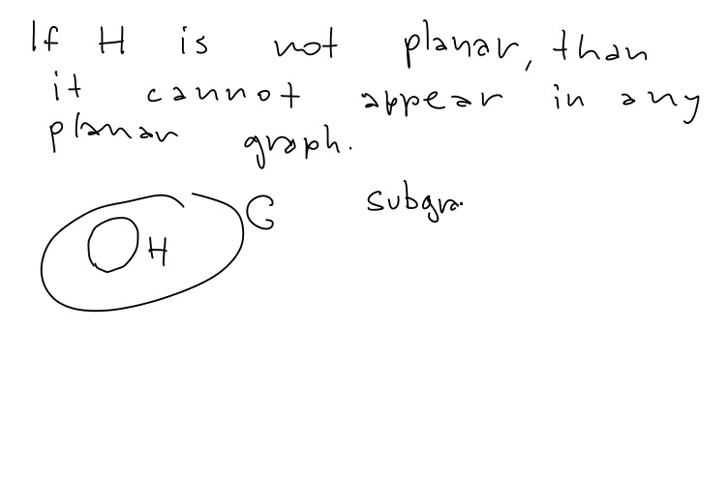 If H is not planar, than
it cannot appear in any
planar graph.
G
H
subgra